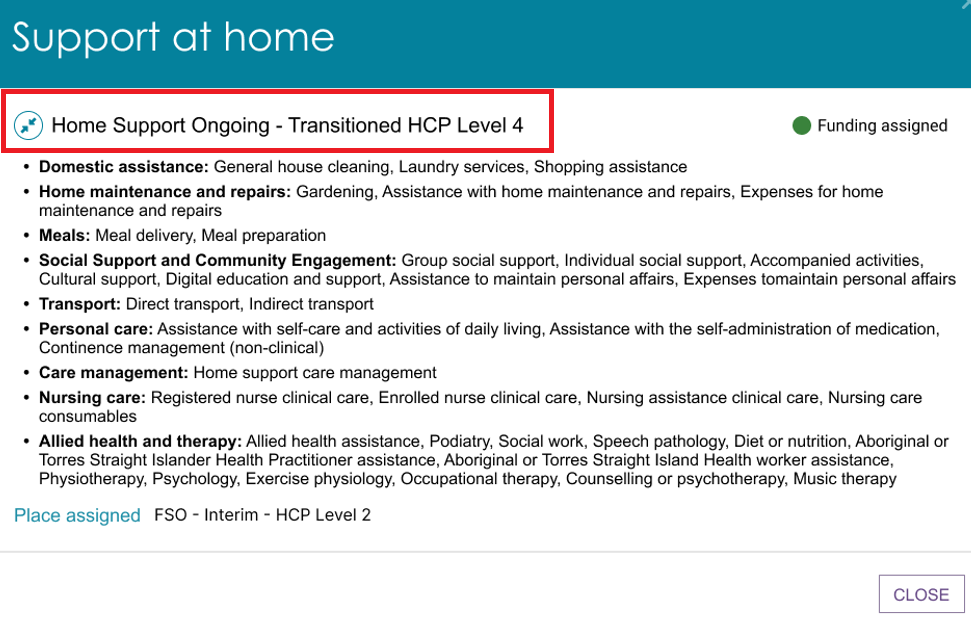 Support at home
Home Support Ongoing - Transitioned HCP Level 4
Funding assigned
• Domestic assistance: General house cleaning, Laundry services, Shopping assistance
• Home maintenance and repairs: Gardening, Assistance with home maintenance and repairs, Expenses for home
maintenance and repairs
• Meals: Meal delivery, Meal preparation
• Social Support and Community Engagement: Group social support, Individual social support, Accompanied activities,
Cultural support, Digital education and support, Assistance to maintain personal affairs, Expenses tomaintain personal affairs
• Transport: Direct transport, Indirect transport
• Personal care: Assistance with self-care and activities of daily living, Assistance with the self-administration of medication,
Continence management (non-clinical)
• Care management: Home support care management
• Nursing care: Registered nurse clinical care, Enrolled nurse clinical care, Nursing assistance clinical care, Nursing care
consumables
• Allied health and therapy: Allied health assistance, Podiatry, Social work, Speech pathology, Diet or nutrition, Aboriginal or
Torres Straight Islander Health Practitioner assistance, Aboriginal or Torres Straight Island Health worker assistance,
Physiotherapy, Psychology, Exercise physiology, Occupational therapy, Counselling or psychotherapy, Music therapy
Place assigned FSO - Interim - HCP Level 2
CLOSE